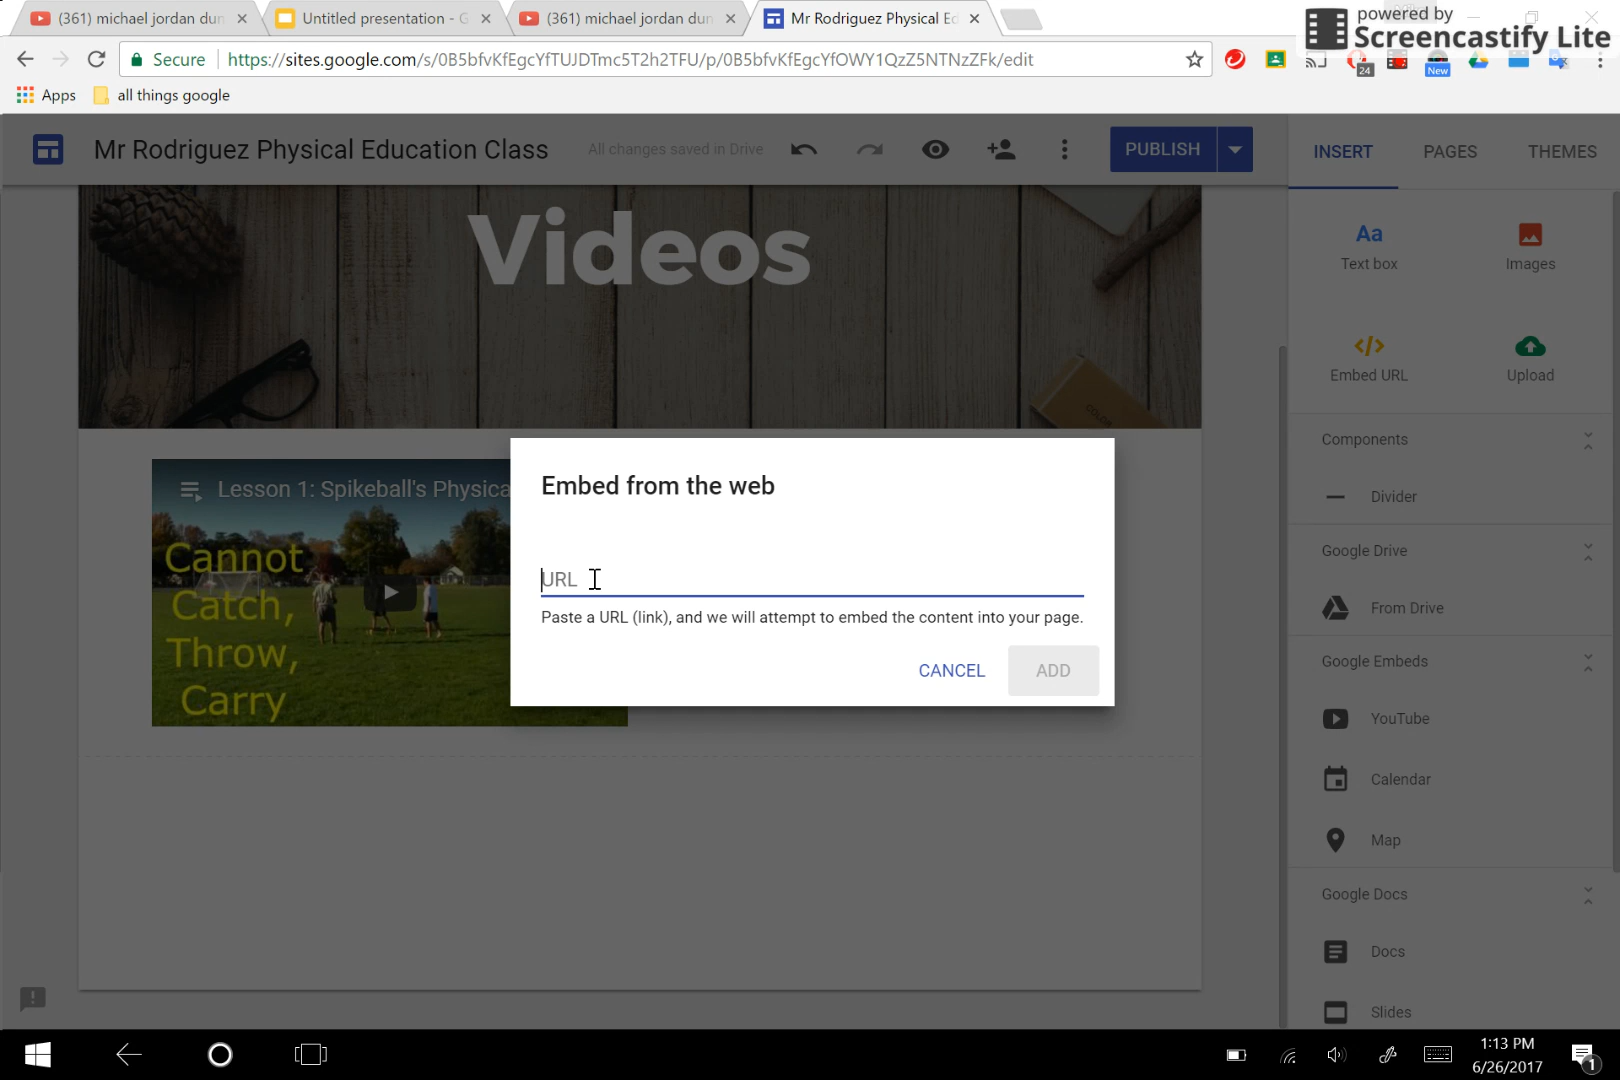 (361) michael jordan dun
Untitled presentation - G
(361) michael jordan dun
Mr Rodriguez Physical Ed
powered by
Screencastify Lite
Secure
https://sites.google.com/s/0B5bfvKfEgcYfTUJDTmc5T2h2TFU/p/0B5bfvKfEgcYfOWY1QzZ5NTNzZFk/edit
24
New
Apps
all things google
Mr Rodriguez Physical Education Class
All changes saved in Drive
PUBLISH
INSERT
PAGES
THEMES
Videos
Aa
Text box
Images
Embed URL
Upload
COLOR
Components
Divider
Google Drive
From Drive
Google Embeds
YouTube
Calendar
Map
Google Docs
Docs
Slides
Lesson 1: Spikeball's Physica
Cannot
Catch,
Throw,
Carry
Embed from the web
URL
Paste a URL (link), and we will attempt to embed the content into your page.
CANCEL
ADD
1:13 PM
6/26/2017
1